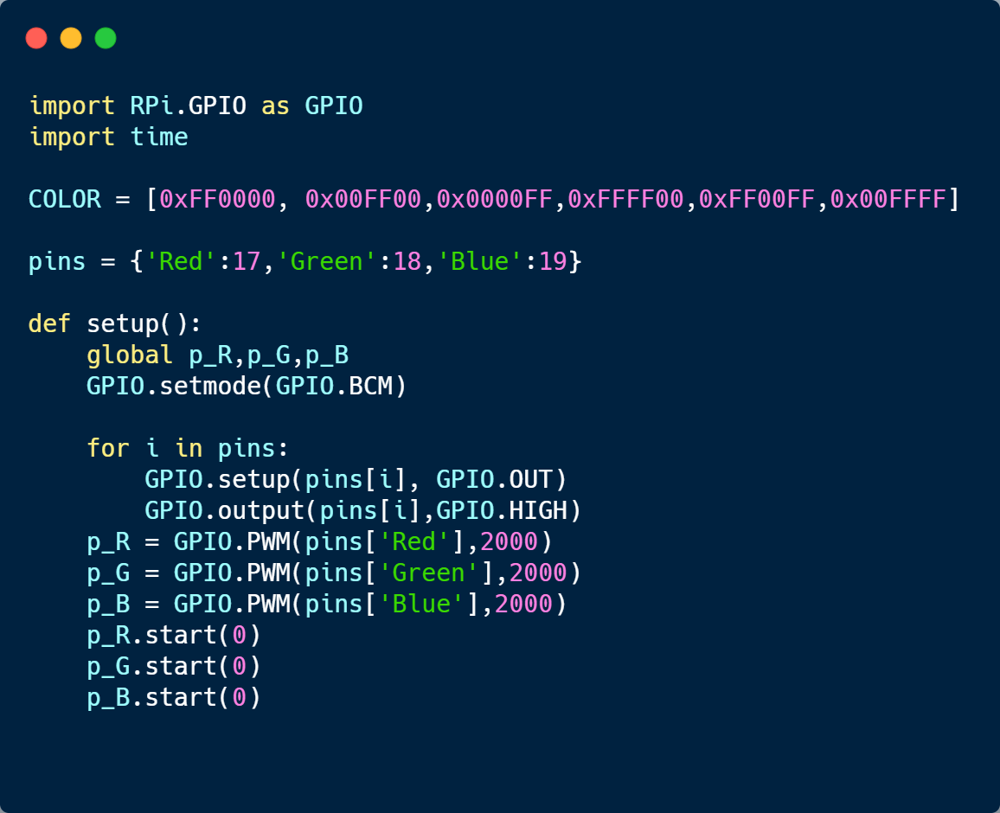 import RPi.GPIO as GPIO
import time

COLOR = [0xFF0000, 0x00FF00,0x0000FF,0xFFFF00,0xFF00FF,0x00FFFF]

pins = {'Red':17,'Green':18,'Blue':19}

def setup():
    global p_R,p_G,p_B
    GPIO.setmode(GPIO.BCM)

    for i in pins:
        GPIO.setup(pins[i], GPIO.OUT)
        GPIO.output(pins[i],GPIO.HIGH)
    p_R = GPIO.PWM(pins['Red'],2000)
    p_G = GPIO.PWM(pins['Green'],2000)
    p_B = GPIO.PWM(pins['Blue'],2000)
    p_R.start(0)
    p_G.start(0)
    p_B.start(0)